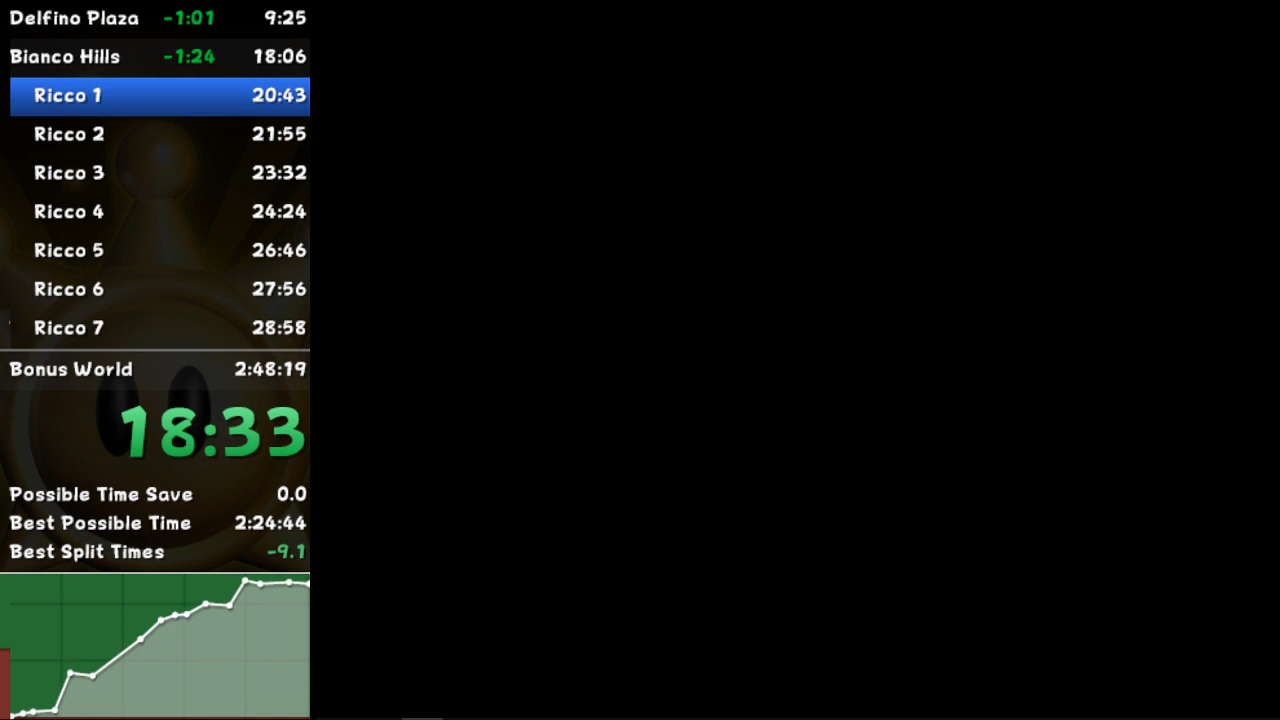 Delfino Plaza -1:01 9:25
Bianco Hills -1:24 18:06
Ricco 1 20:43
Ricco 2 21:55
Ricco 3 23:32
Ricco 4 24:24
Ricco 5 26:46
Ricco 6 27:56
Ricco 7 28:58
Bonus World 2:48:19
18:33
Possible Time Save 0.0
Best Possible Time 2:24:44
Best Split Times -9.1